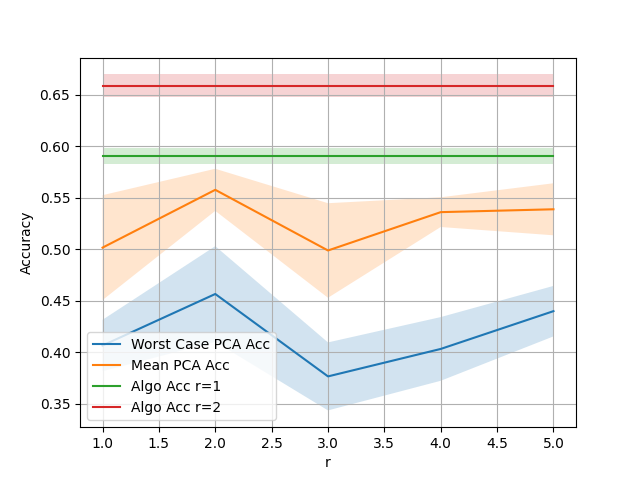 0.65
0.60
0.55
0.50
0.45
0.40
0.35
Accuracy
Worst Case PCA Acc
Mean PCA Acc
Algo Acc r=1
Algo Acc r=2
1.0 1.5 2.0 2.5 3.0 3.5 4.0 4.5 5.0
r